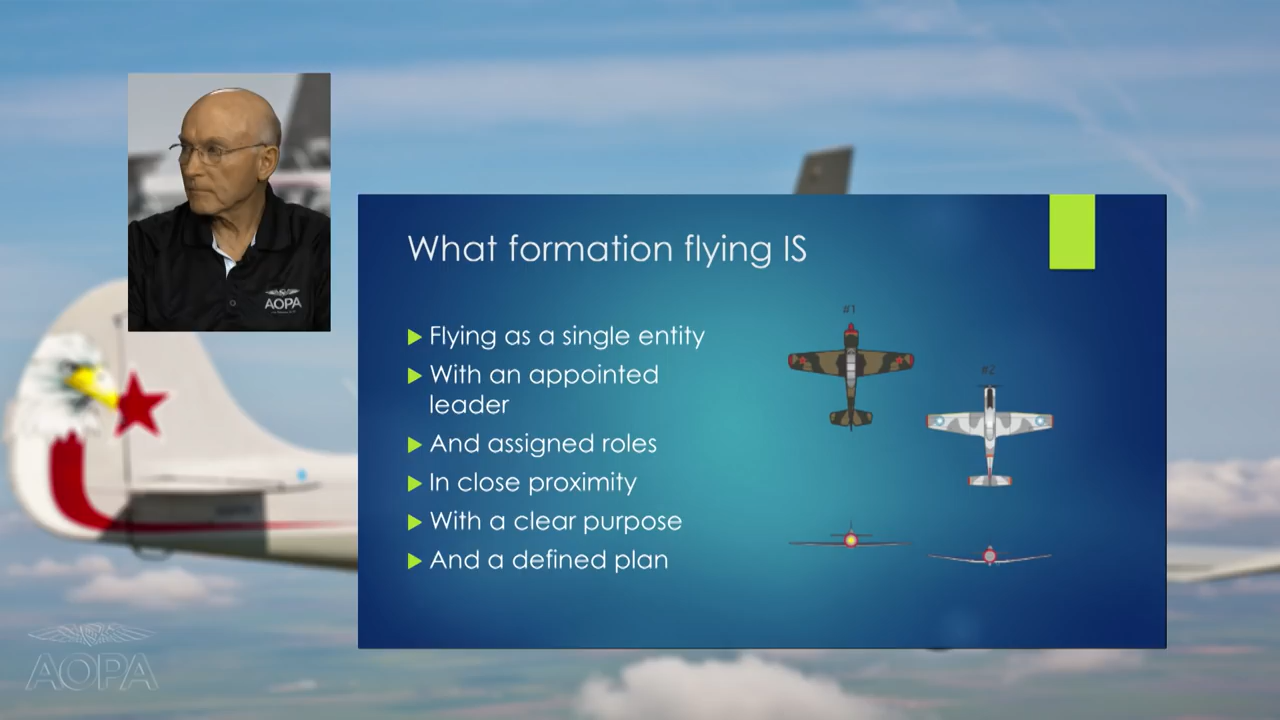 AOPA
What formation flying IS
#1
Flying as a single entity
#2
With an appointed
leader
And assigned roles
In close proximity
With a clear purpose
And a defined plan
AOPA